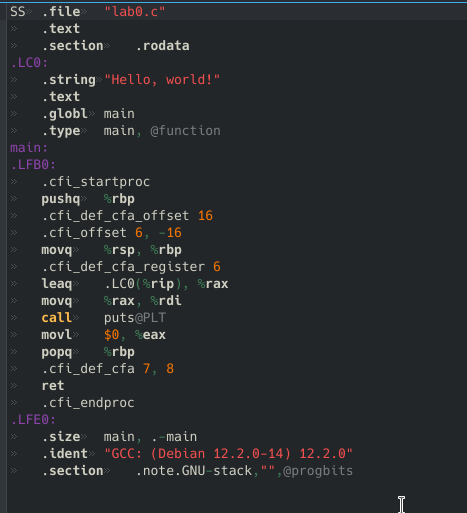 SS» .file» "lab0.c"
» .text
» .section» .rodata
.LC0:
» .string» "Hello, world!"
» .text
» .globl» main
» .type» main, @function
main:
.LFB0:
» .cfi_startproc
» pushq» %rbp
» .cfi_def_cfa_offset 16
» .cfi_offset 6, -16
» movq» %rsp, %rbp
» .cfi_def_cfa_register 6
» leaq» .LC0(%rip), %rax
» movq» %rax, %rdi
» call» puts@PLT
» movl» $0, %eax
» popq» %rbp
» .cfi_def_cfa 7, 8
» ret
» .cfi_endproc
.LFE0:
» .size» main, .-main
» .ident» "GCC: (Debian 12.2.0-14) 12.2.0"
» .section» .note.GNU-stack,"",@progbits